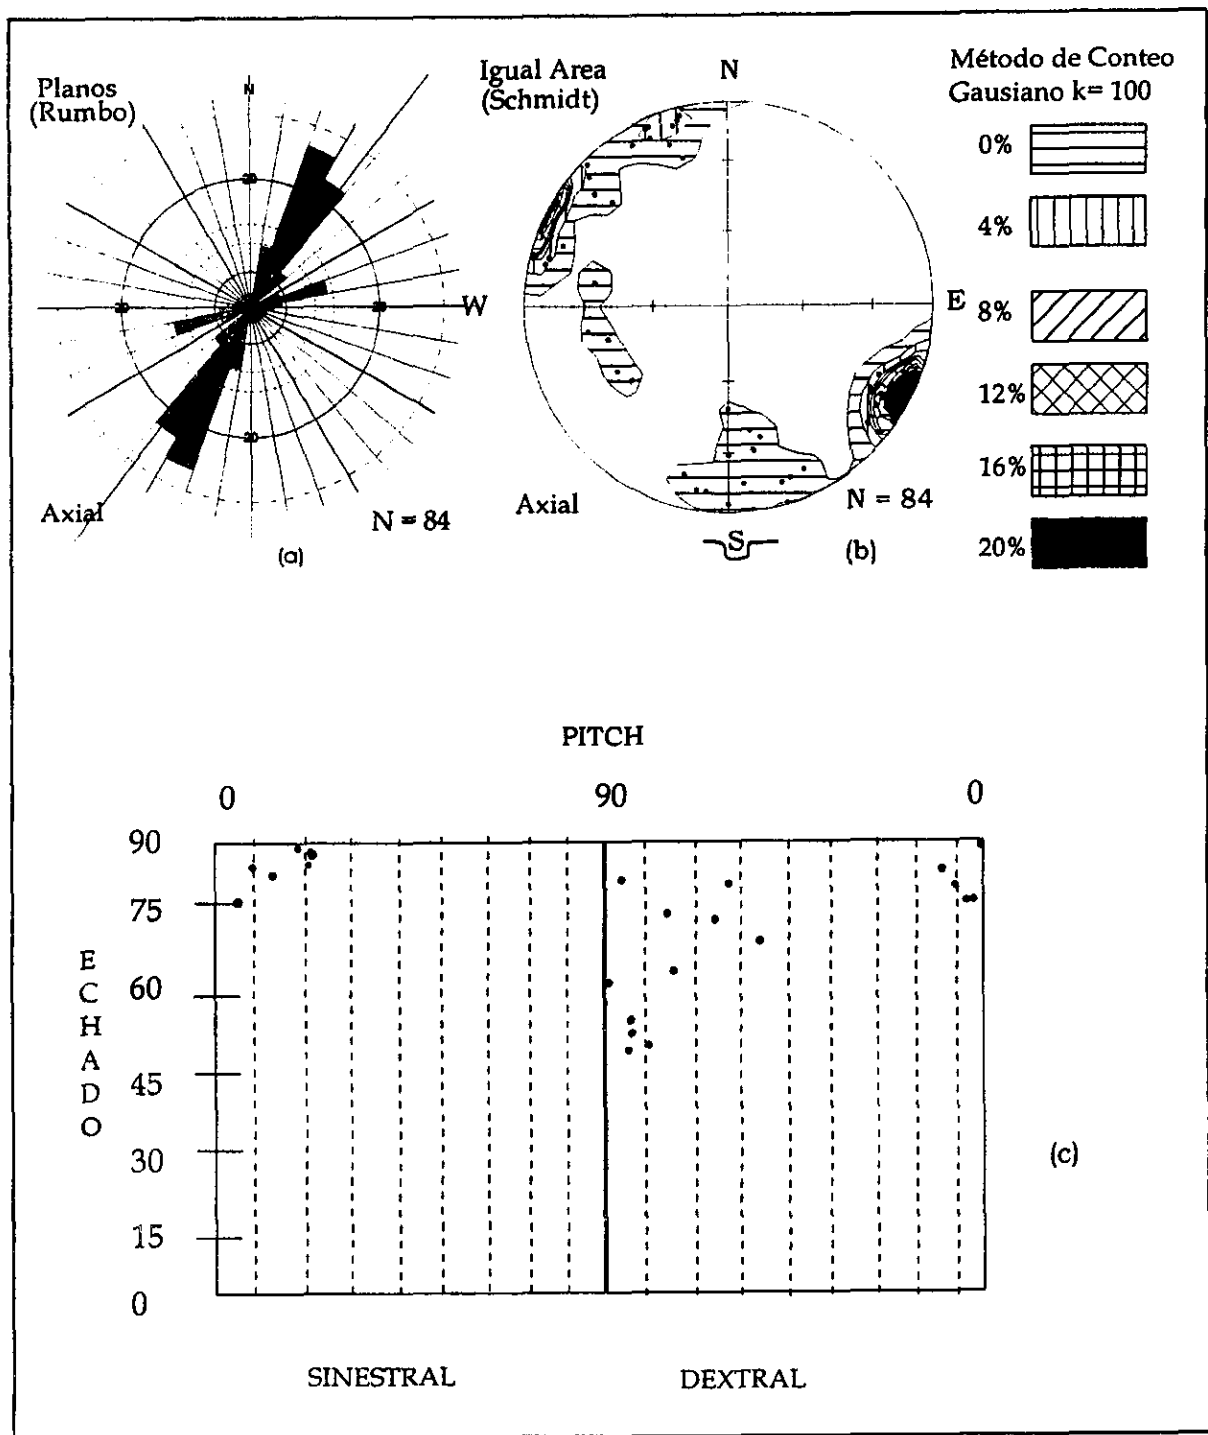 Planos
(Rumbo)
N
20
20
20
20
W
Axial
N = 84
(a)
Igual Area
(Schmidt)
N
E
S
Axial
N = 84
(b)
Método de Conteo
Gausiano k= 100
0%
4%
8%
12%
16%
20%
PITCH
0
90
0
90
75
60
45
30
15
0
ECHADO
(c)
SINESTRAL
DEXTRAL